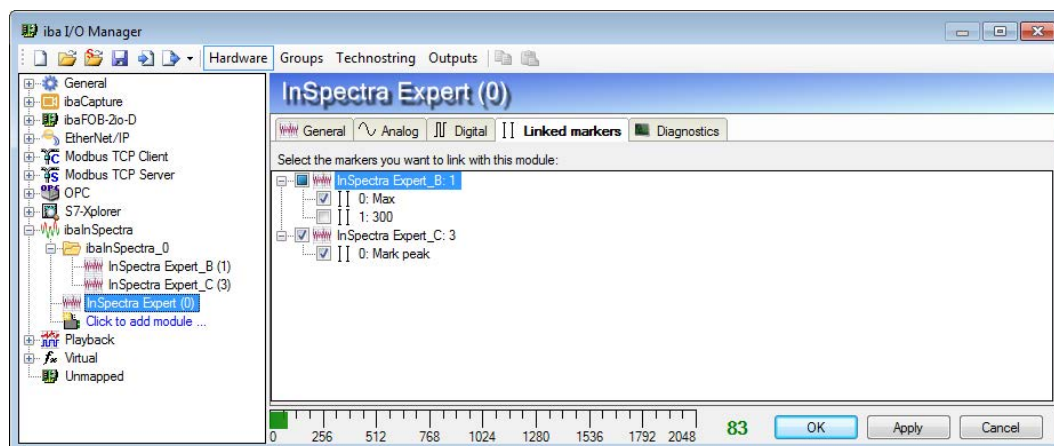 iba I/O Manager
Hardware Groups Technostring Outputs
General
ibaCapture
ibaFOB-2io-D
EtherNet/IP
Modbus TCP Client
Modbus TCP Server
OPC
S7-Xplorer
ibaInSpectra
ibaInSpectra_0
InSpectra Expert_B (1)
InSpectra Expert_C (3)
InSpectra Expert (0)
Click to add module ...
Playback
fx Virtual
Unmapped
InSpectra Expert (0)
General Analog Digital Linked markers Diagnostics
Select the markers you want to link with this module:
InSpectra Expert_B: 1
0: Max
1: 300
InSpectra Expert_C: 3
0: Mark peak
0 256 512 768 1024 1280 1536 1792 2048
83 OK Apply Cancel